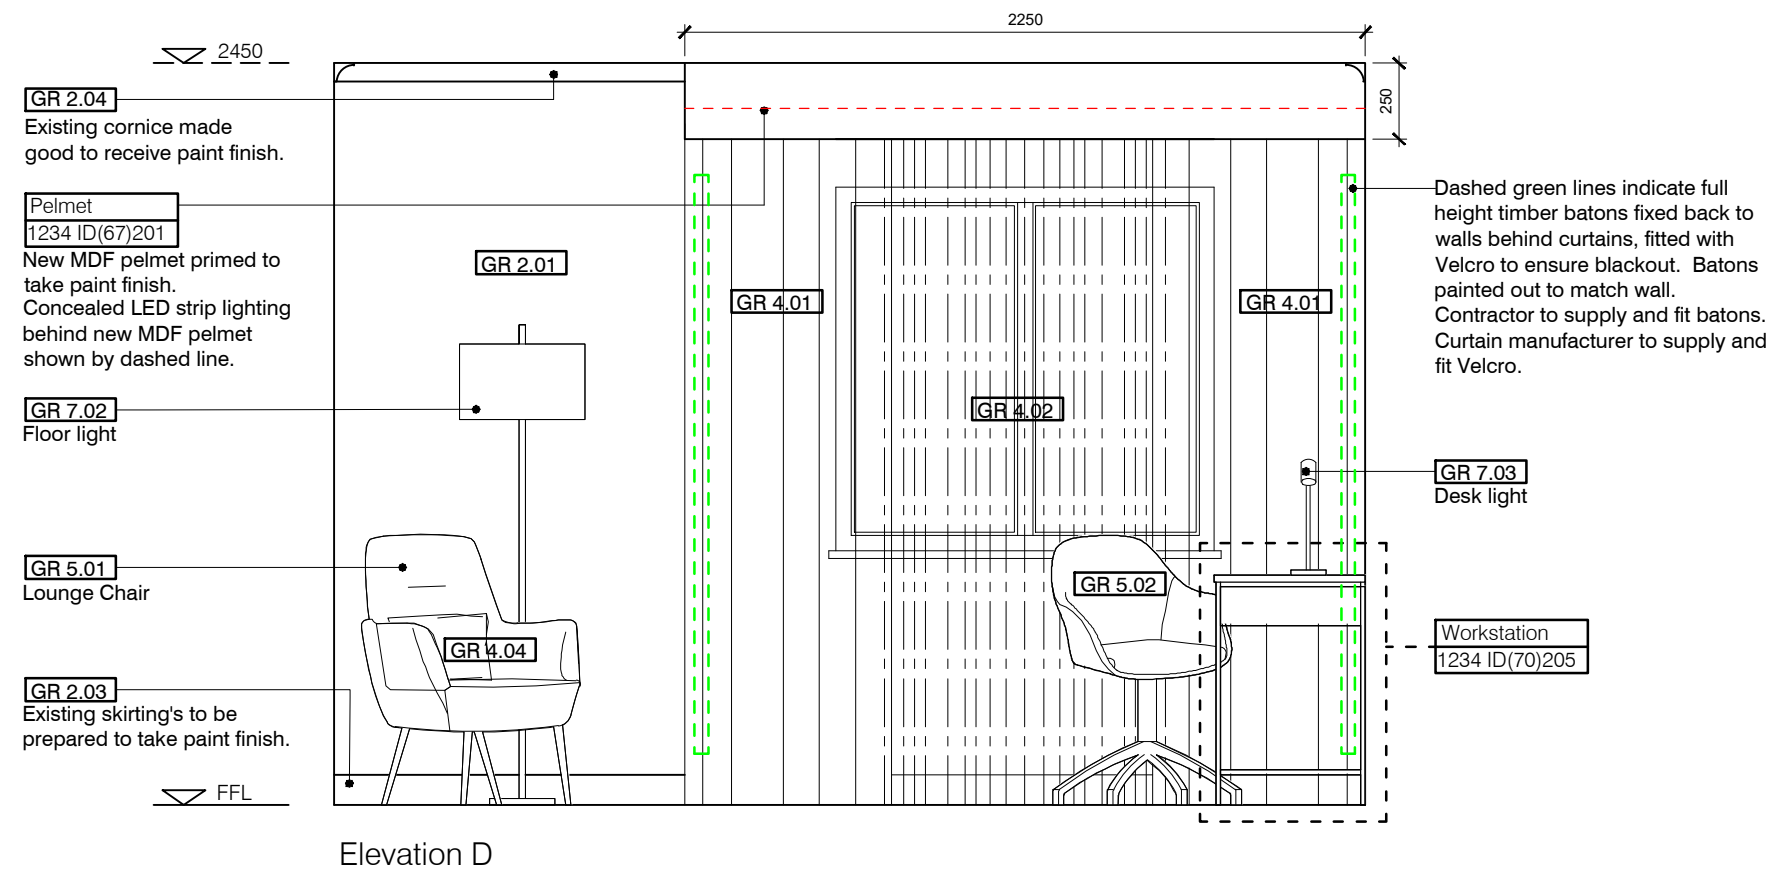 2250
2450
250
GR 2.04
Existing cornice made
good to receive paint finish.
Pelmet
1234 ID(67)201
New MDF pelmet primed to
take paint finish.
Concealed LED strip lighting
behind new MDF pelmet
shown by dashed line.
GR 7.02
Floor light
GR 5.01
Lounge Chair
GR 2.03
Existing skirting's to be
prepared to take paint finish.
FFL
GR 2.01
GR 4.01
GR 4.01
GR 4.02
GR 5.02
GR 4.04
Dashed green lines indicate full
height timber batons fixed back to
walls behind curtains, fitted with
Velcro to ensure blackout. Batons
painted out to match wall.
Contractor to supply and fit batons.
Curtain manufacturer to supply and
fit Velcro.
GR 7.03
Desk light
Workstation
1234 ID(70)205
Elevation D